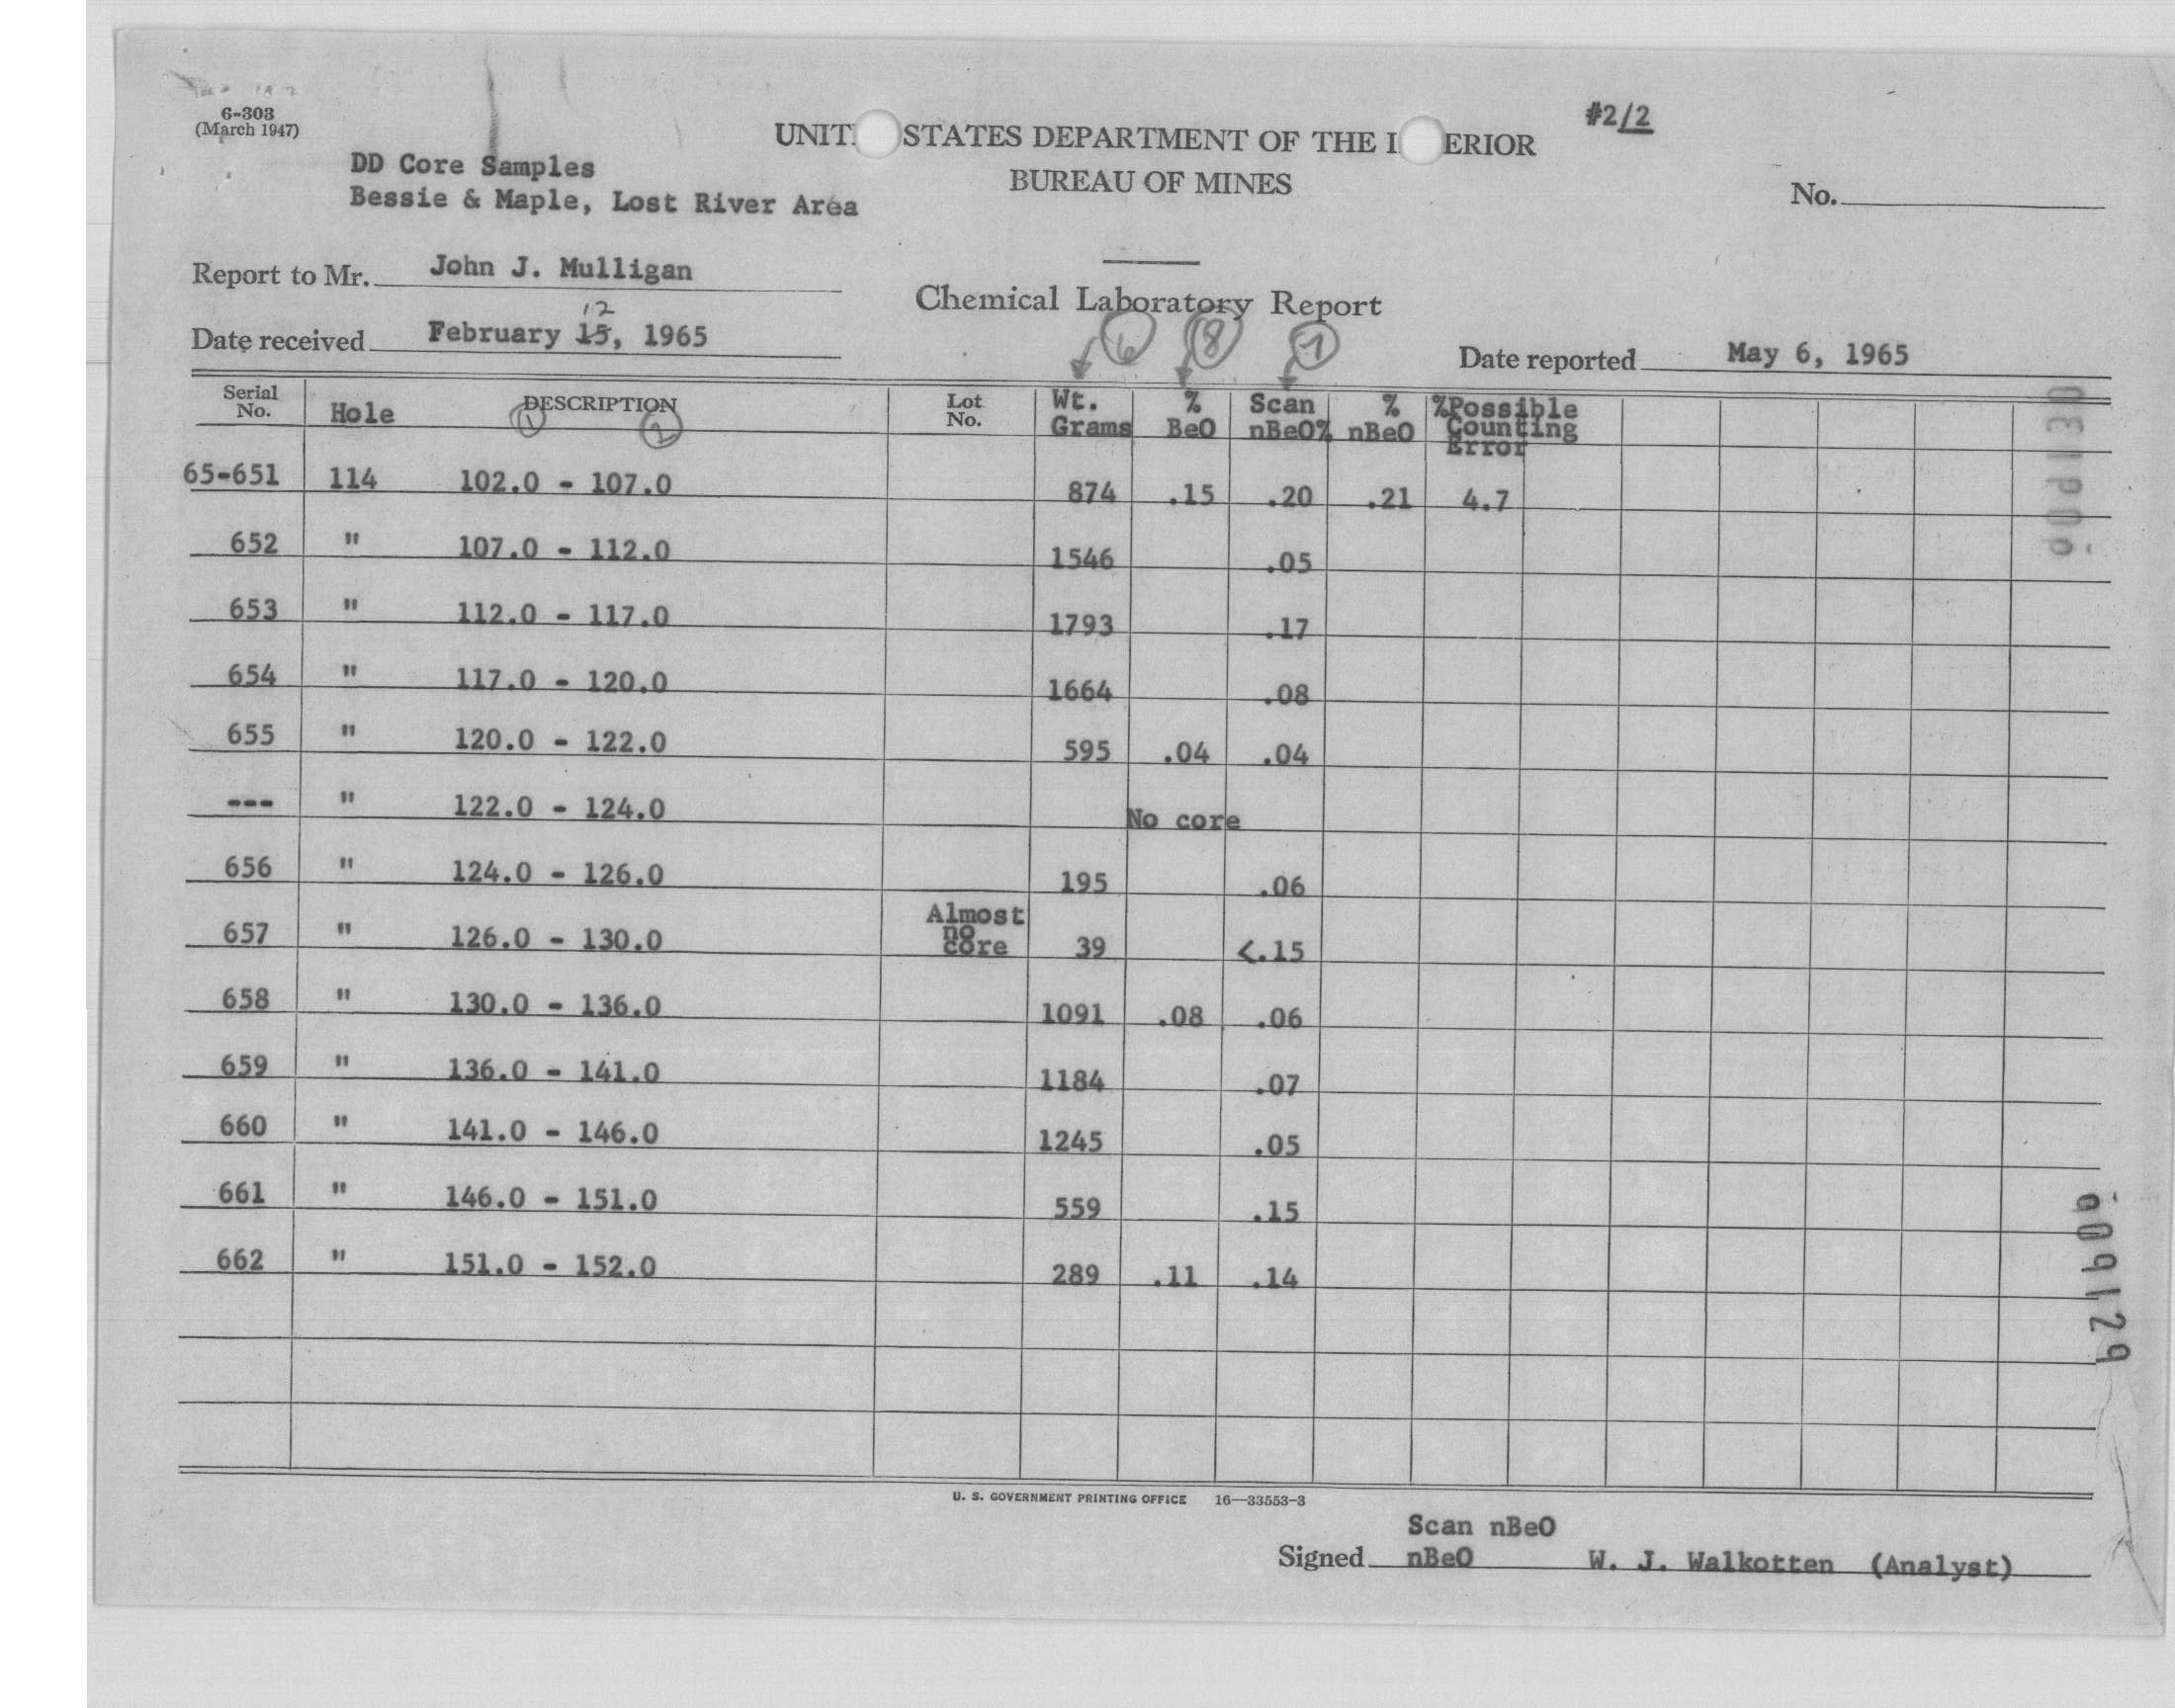 6-303
(March 1947)
#2/2
UNIT STATES DEPARTMENT OF THE I ERIOR
BUREAU OF MINES
DD Core Samples
Bessie & Maple, Lost River Area
No.
Report to Mr. John J. Mulligan
Chemical Laboratory Report
12
Date received February 15, 1965
6 8 7
Date reported May 6, 1965
Serial No. Hole DESCRIPTION Lot No. Wt. Grams % BeO Scan nBeO% % nBeO %Possible Counting Error
1 2
65-651 114 102.0 - 107.0 874 .15 .20 .21 4.7
652 " 107.0 - 112.0 1546 .05
653 " 112.0 - 117.0 1793 .17
654 " 117.0 - 120.0 1664 .08
655 " 120.0 - 122.0 595 .04 .04
--- " 122.0 - 124.0 No core
656 " 124.0 - 126.0 195 .06
657 " 126.0 - 130.0 Almost no core 39 <.15
658 " 130.0 - 136.0 1091 .08 .06
659 " 136.0 - 141.0 1184 .07
660 " 141.0 - 146.0 1245 .05
661 " 146.0 - 151.0 559 .15
662 " 151.0 - 152.0 289 .11 .14
U. S. GOVERNMENT PRINTING OFFICE 16—33553-3
Scan nBeO
Signed nBeO W. J. Walkotten (Analyst)